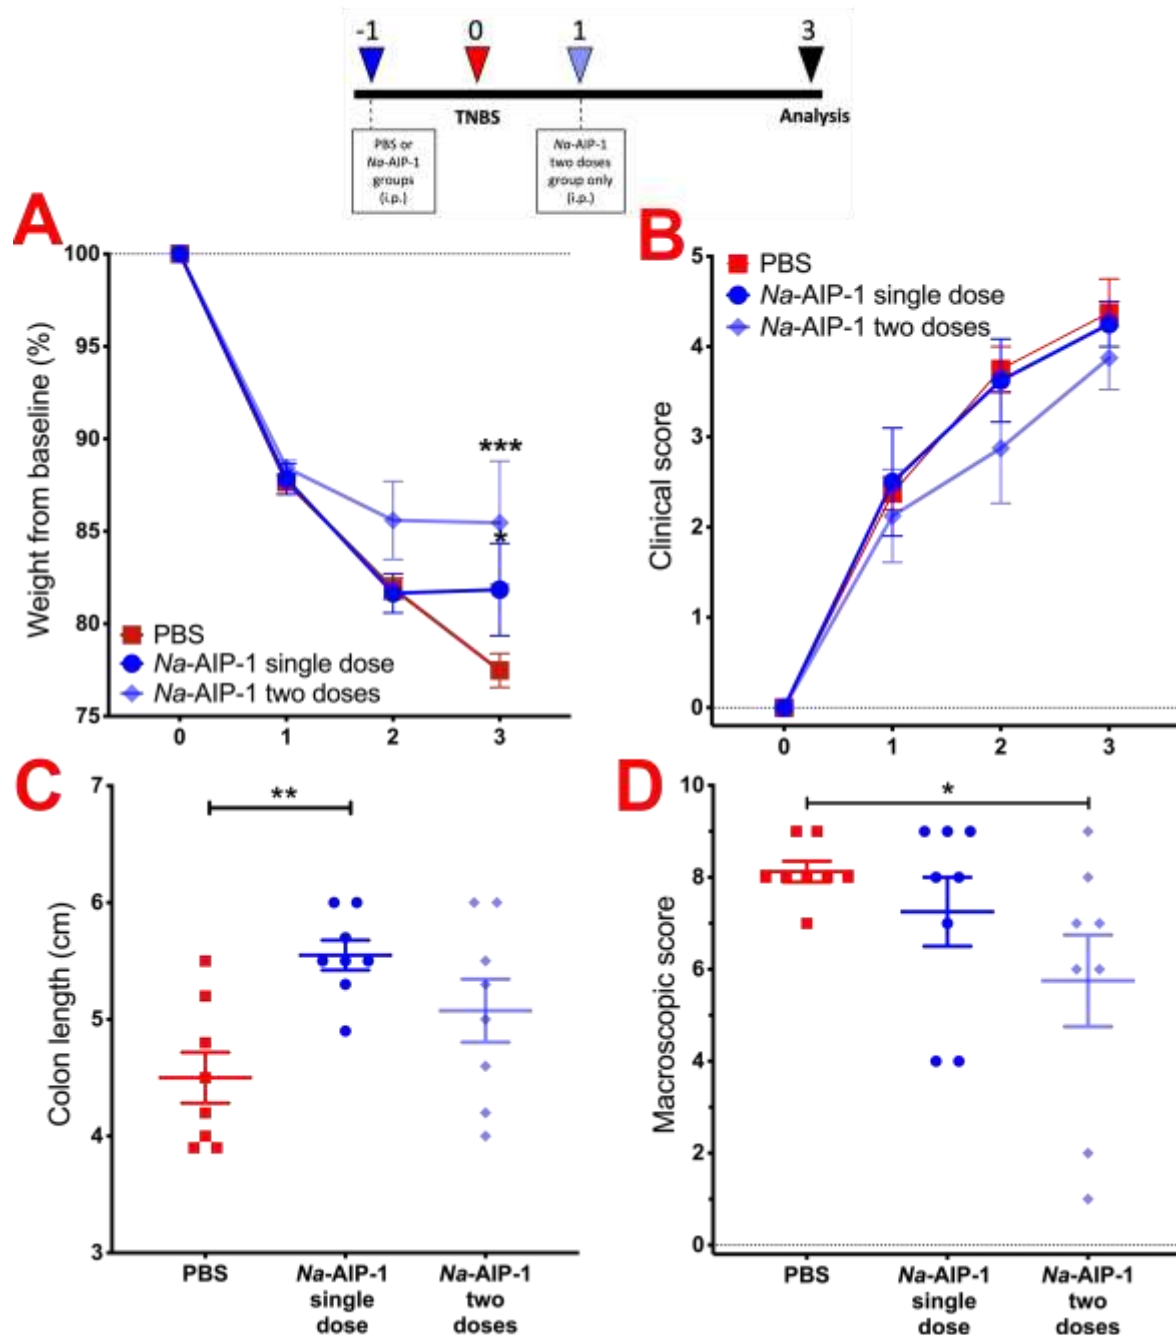 -1 0 1 3
TNBS
Analysis
PBS or
Na-AIP-1
groups
(i.p.)
Na-AIP-1
two doses
group only
(i.p.)
A
Weight from baseline (%)
100
95
90
85
80
75
***
*
PBS
Na-AIP-1 single dose
Na-AIP-1 two doses
0 1 2 3
B
Clinical score
5
4
3
2
1
0
PBS
Na-AIP-1 single dose
Na-AIP-1 two doses
0 1 2 3
C
Colon length (cm)
7
6
5
4
3
**
PBS
Na-AIP-1
single
dose
Na-AIP-1
two
doses
D
Macroscopic score
10
8
6
4
2
0
*
PBS
Na-AIP-1
single
dose
Na-AIP-1
two
doses